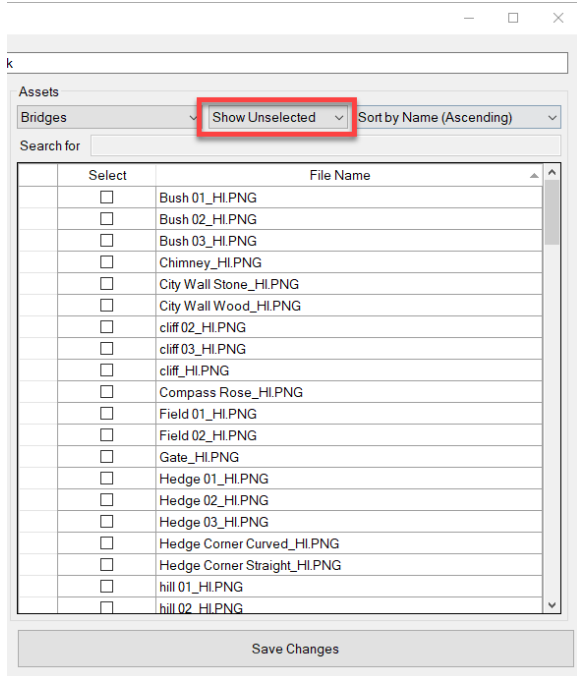 k
Assets
Bridges Show Unselected Sort by Name (Ascending)
Search for
Select File Name
Bush 01_HI.PNG
Bush 02_HI.PNG
Bush 03_HI.PNG
Chimney_HI.PNG
City Wall Stone_HI.PNG
City Wall Wood_HI.PNG
cliff 02_HI.PNG
cliff 03_HI.PNG
cliff_HI.PNG
Compass Rose_HI.PNG
Field 01_HI.PNG
Field 02_HI.PNG
Gate_HI.PNG
Hedge 01_HI.PNG
Hedge 02_HI.PNG
Hedge 03_HI.PNG
Hedge Corner Curved_HI.PNG
Hedge Corner Straight_HI.PNG
hill 01_HI.PNG
hill 02_HI.PNG
Save Changes